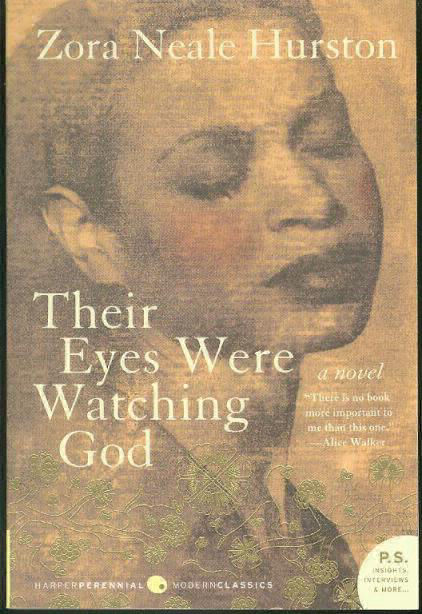 Zora Neale Hurston
Their
Eyes Were
Watching
God
a novel
"There is no book
more important to
me than this one."
—Alice Walker
P.S.
INSIGHTS,
INTERVIEWS
& MORE...
HARPERPERENNIAL MODERNCLASSICS